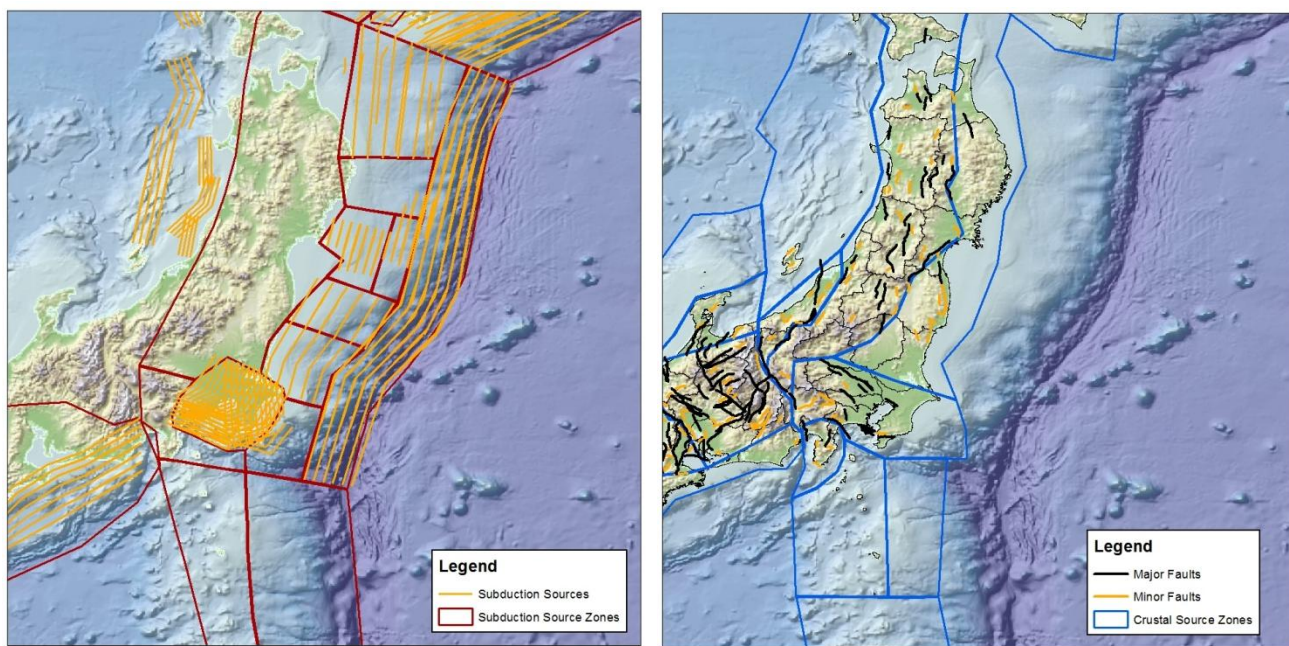 Legend
Subduction Sources
Subduction Source Zones
Legend
Major Faults
Minor Faults
Crustal Source Zones